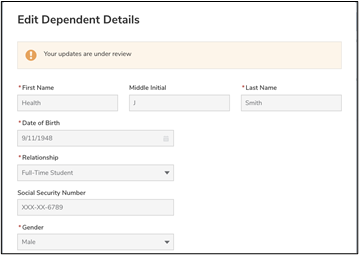 Edit Dependent Details
Your updates are under review
* First Name Middle Initial * Last Name
Health J Smith
* Date of Birth
9/11/1948
* Relationship
Full-Time Student
Social Security Number
XXX-XX-6789
* Gender
Male